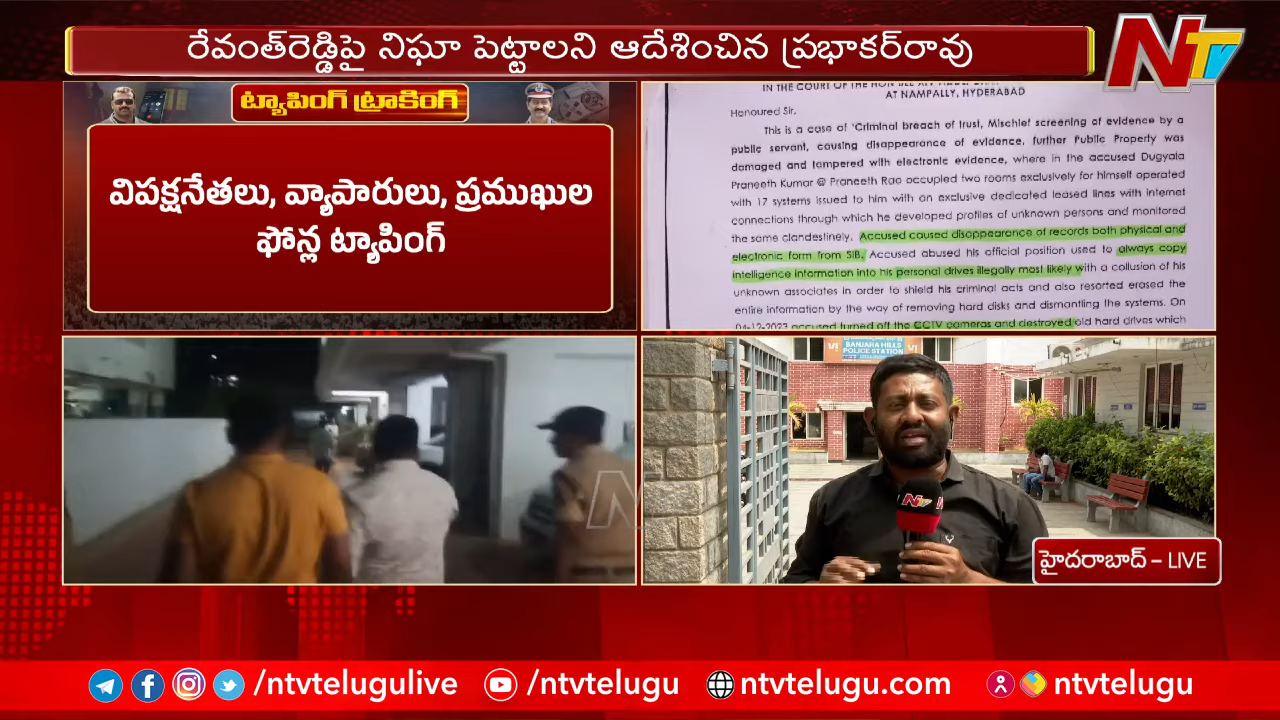 రేవంత్‌రెడ్డిపై నిఘా పెట్టాలని ఆదేశించిన ప్రభాకర్‌రావు
NTV
ట్యాపింగ్ ట్రాకింగ్
విపక్షనేతలు, వ్యాపారులు, ప్రముఖుల
ఫోన్ల ట్యాపింగ్
IN THE COURT OF THE HON'BLE XIV
AT NAMPALLY, HYDERABAD
Honoured Sir,
This is a case of 'Criminal breach of trust, Mischief screening of evidence by a
public servant, causing disappearance of evidence, further Public Property was
damaged and tampered with electronic evidence, where in the accused Dugyala
Praneeth Kumar @ Praneeth Rao occupied two rooms exclusively for himself operated
with 17 systems issued to him with an exclusive dedicated leased lines with internet
connections through which he developed profiles of unknown persons and monitored
the same clandestinely. Accused caused disappearance of records both physical and
electronic form from SIB. Accused abused his official position used to always copy
intelligence information into his personal drives illegally most likely with a collusion of his
unknown associates in order to shield his criminal acts and also resorted erased the
entire information by the way of removing hard disks and dismantling the systems. On
04-12-2023 accused turned off the CCTV cameras and destroyed old hard drives which
N
BANJARA HILLS
POLICE STATION
NTV
హైదరాబాద్ – LIVE
/ntvtelugulive
/ntvtelugu
ntvtelugu.com
ntvtelugu